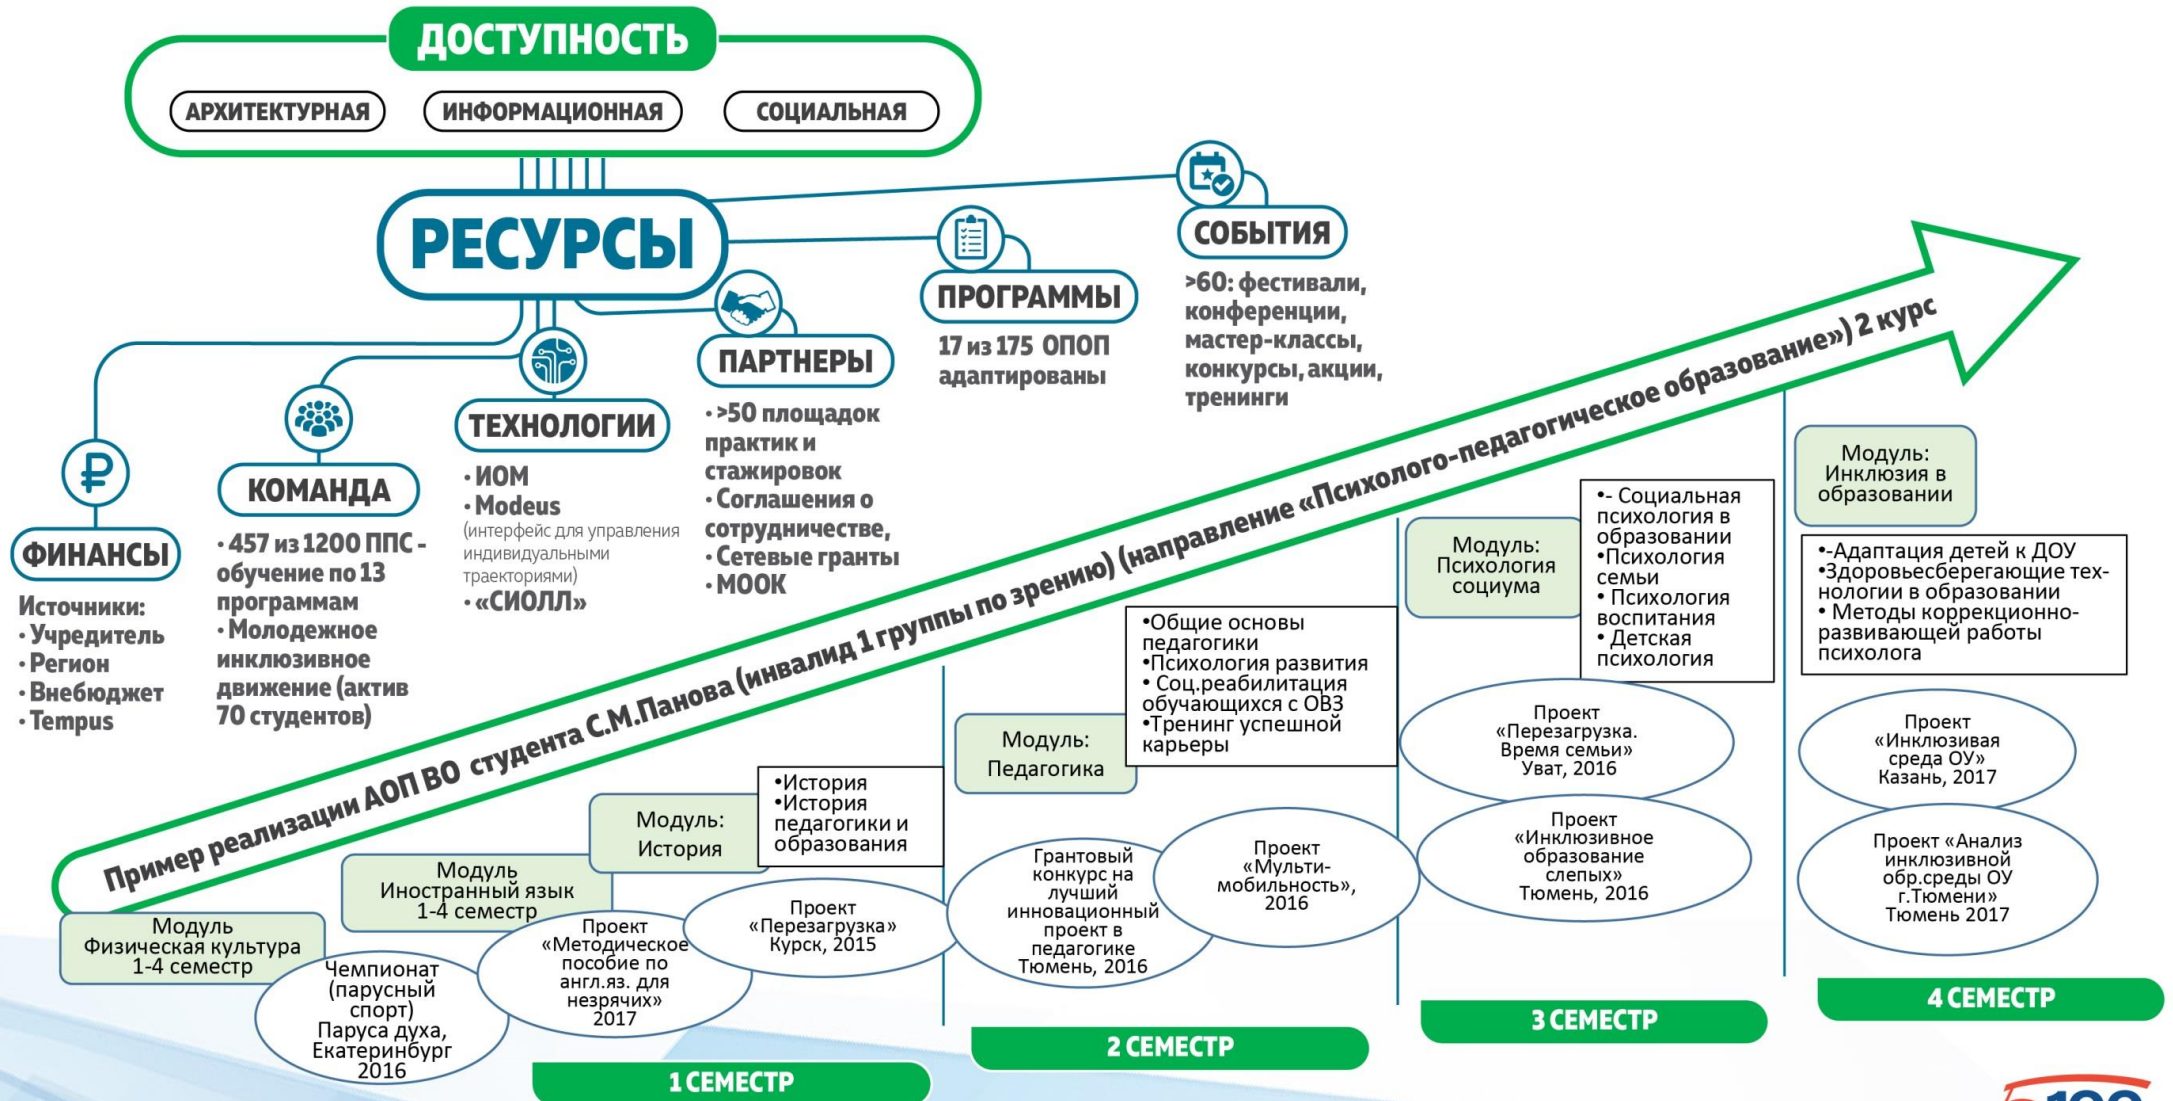 ДОСТУПНОСТЬ
АРХИТЕКТУРНАЯ
ИНФОРМАЦИОННАЯ
СОЦИАЛЬНАЯ
РЕСУРСЫ
ФИНАНСЫ
Источники:
· Учредитель
· Регион
· Внебюджет
· Tempus
КОМАНДА
· 457 из 1200 ППС -
обучение по 13
программам
· Молодежное
инклюзивное
движение (актив
70 студентов)
ТЕХНОЛОГИИ
· ИОМ
· Modeus
(интерфейс для управления
индивидуальными
траекториями)
· «СИОЛЛ»
ПАРТНЕРЫ
· >50 площадок
практик и
стажировок
· Соглашения о
сотрудничестве,
· Сетевые гранты
· МООК
ПРОГРАММЫ
17 из 175 ОПОП
адаптированы
СОБЫТИЯ
>60: фестивали,
конференции,
мастер-классы,
конкурсы, акции,
тренинги
Пример реализации АОП ВО студента С.М.Панова (инвалид 1 группы по зрению) (направление «Психолого-педагогическое образование») 2 курс
Модуль
Физическая культура
1-4 семестр
Чемпионат
(парусный
спорт)
Паруса духа,
Екатеринбург
2016
Модуль
Иностранный язык
1-4 семестр
Проект
«Методическое
пособие по
англ.яз. для
незрячих»
2017
Модуль:
История
•История
•История
педагогики и
образования
Проект
«Перезагрузка»
Курск, 2015
1 СЕМЕСТР
Модуль:
Педагогика
•Общие основы
педагогики
•Психология развития
• Соц.реабилитация
обучающихся с ОВЗ
•Тренинг успешной
карьеры
Грантовый
конкурс на
лучший
инновационный
проект в
педагогике
Тюмень, 2016
Проект
«Мульти-
мобильность»,
2016
2 СЕМЕСТР
Модуль:
Психология
социума
•- Социальная
психология в
образовании
•Психология
семьи
• Психология
воспитания
• Детская
психология
Проект
«Перезагрузка.
Время семьи»
Уват, 2016
Проект
«Инклюзивное
образование
слепых»
Тюмень, 2016
3 СЕМЕСТР
Модуль:
Инклюзия в
образовании
•-Адаптация детей к ДОУ
•Здоровьесберегающие тех-
нологии в образовании
• Методы коррекционно-
развивающей работы
психолога
Проект
«Инклюзивая
среда ОУ»
Казань, 2017
Проект «Анализ
инклюзивной
обр.среды ОУ
г.Тюмени»
Тюмень 2017
4 СЕМЕСТР